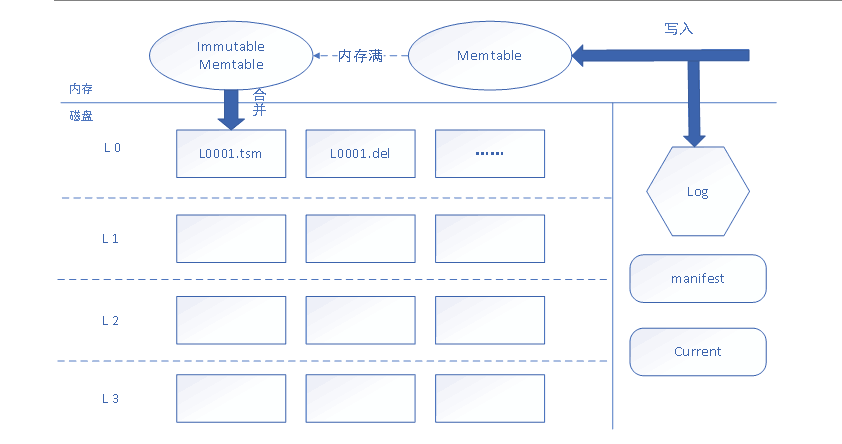 写入
Immutable
Memtable
内存满
Memtable
内存
合
并
磁盘
L 0
L0001.tsm
L0001.del
……
Log
L 1
manifest
L 2
Current
L 3